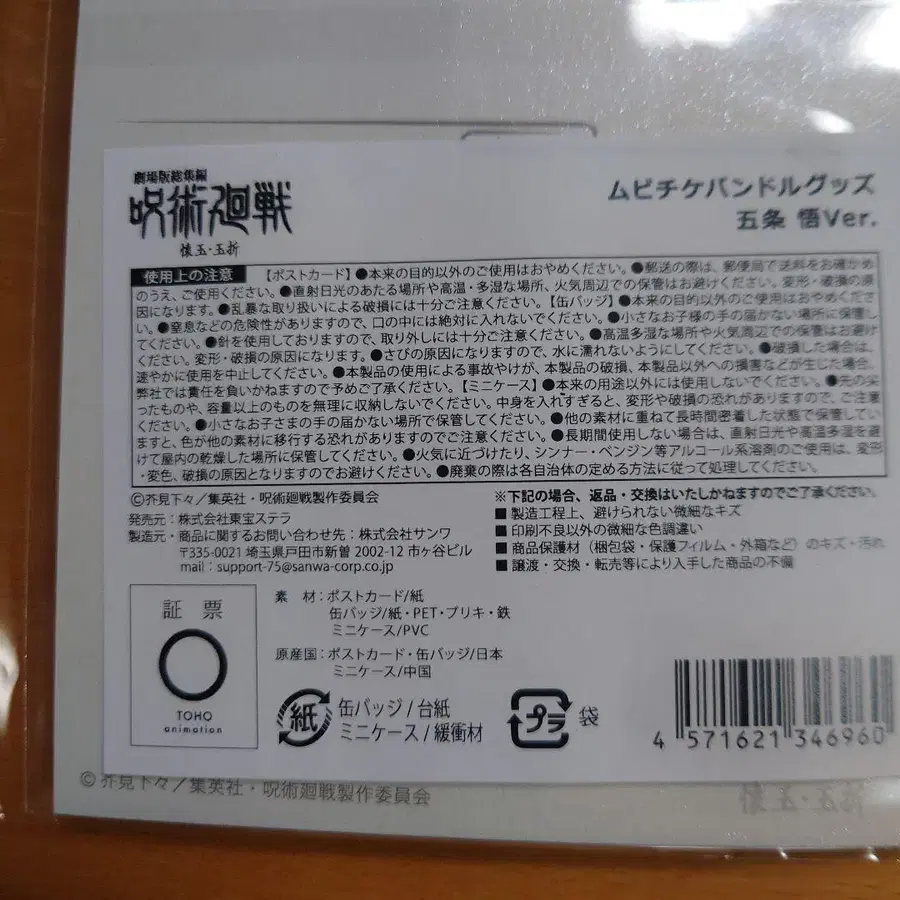 劇場版総集編
呪術廻戦
懐玉・玉折
ムビチケバンドルグッズ
五条 悟Ver.
使用上の注意 【ポストカード】●本来の目的以外のご使用はおやめください。●郵送の際は、郵便局で送料をお確かめ
のうえ、ご使用ください。●直射日光のあたる場所や高温・多湿な場所、火気周辺での保管はお避けください。変形・破損の原
因になります。●乱暴な取り扱いによる破損には十分ご注意ください。【缶バッジ】●本来の目的以外のご使用はおやめくださ
い。●窒息などの危険性がありますので、口の中には絶対に入れないでください。●小さなお子様の手の届かない場所に保管し
てください。●針を使用しておりますので、取り外しには十分ご注意ください。●高温多湿な場所や火気周辺での保管はお避け
ください。変形・破損の原因になります。●さびの原因になりますので、水に濡れないようにしてください。●破損した場合は、
速やかに使用を中止してください。●本製品の使用による事故やけが、本製品の破損、本製品以外への損害などが生じた場合、
弊社では責任を負いかねますので予めご了承ください。【ミニケース】●本来の用途以外には使用しないでください。●先の尖
ったものや、容量以上のものを無理に収納しないでください。中身を入れすぎると、変形や破損の恐れがありますので、ご注意
ください。●小さなお子さまの手の届かない場所で保管してください。●他の素材に重ねて長時間密着した状態で保管してい
ますと、色が他の素材に移行する恐れがありますのでご注意ください。●長期間使用しない場合は、直射日光や高温多湿を避
けて屋内の乾燥した場所に保管してください。●火気に近づけたり、シンナー・ベンジン等アルコール系溶剤のご使用は、変形
・変色、破損の原因となりますのでお避けください。●廃棄の際は各自治体の定める方法に従って処理してください。
©芥見下々／集英社・呪術廻戦製作委員会
発売元：株式会社東宝ステラ
製造元・商品に関するお問い合わせ先：株式会社サンワ
〒335-0021 埼玉県戸田市新曽 2002-12 市ヶ谷ビル
mail：support-75@sanwa-corp.co.jp
※下記の場合、返品・交換はいたしかねますのでご了承ください。
■製造工程上、避けられない微細なキズ
■印刷不良以外の微細な色調違い
■商品保護材（梱包袋・保護フィルム・外箱など）のキズ・汚れ
■譲渡・交換・転売等により入手した商品の不備
証票
TOHO
animation
素 材：ポストカード/紙
缶バッジ/紙・PET・ブリキ・鉄
ミニケース/PVC
原産国：ポストカード・缶バッジ/日本
ミニケース/中国
紙
缶バッジ / 台紙
ミニケース / 緩衝材
プラ
袋
4 571621 346960
©芥見下々／集英社・呪術廻戦製作委員会
懐玉・玉折